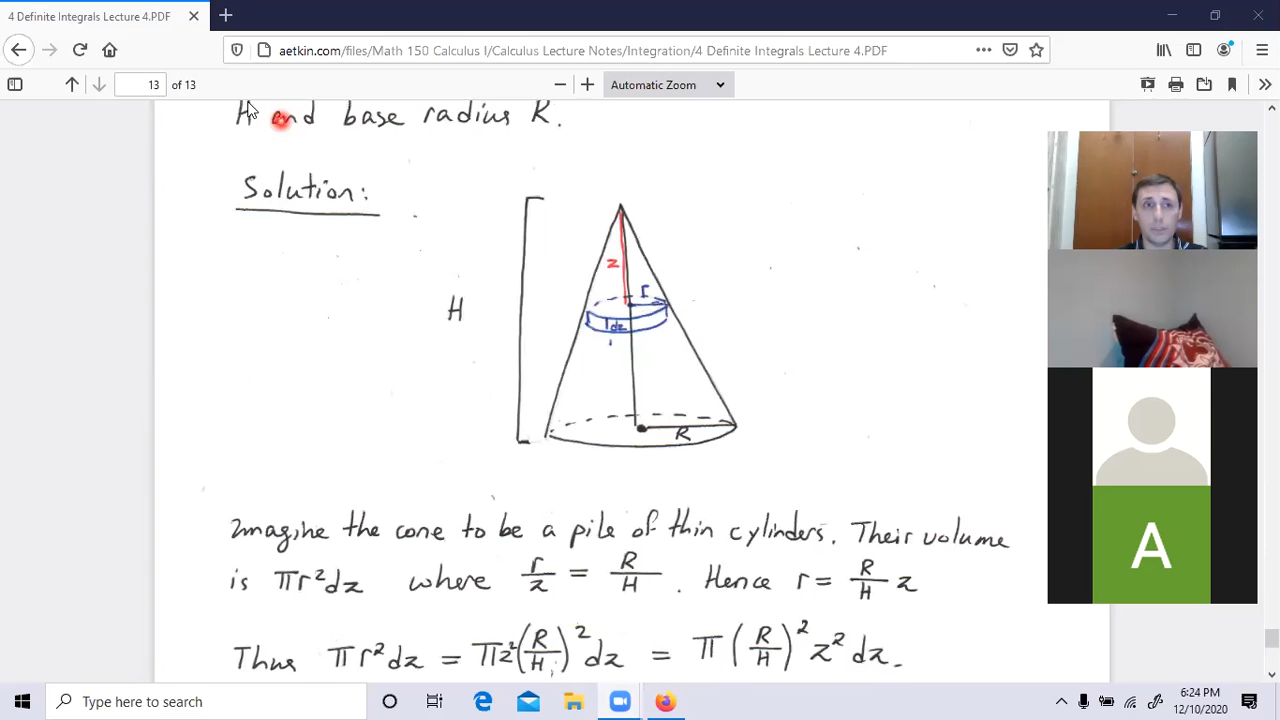 4 Definite Integrals Lecture 4.PDF
aetkin.com/files/Math 150 Calculus I/Calculus Lecture Notes/Integration/4 Definite Integrals Lecture 4.PDF
13 of 13
Automatic Zoom
H and base radius R.
Solution:
z
r
H
dz
R
Imagine the cone to be a pile of thin cylinders. Their volume
is πr²dz where r/z = R/H . Hence r = R/H z
Thus πr²dz = πz²(R/H)²dz = π(R/H)²z²dz.
A
Type here to search
6:24 PM
12/10/2020